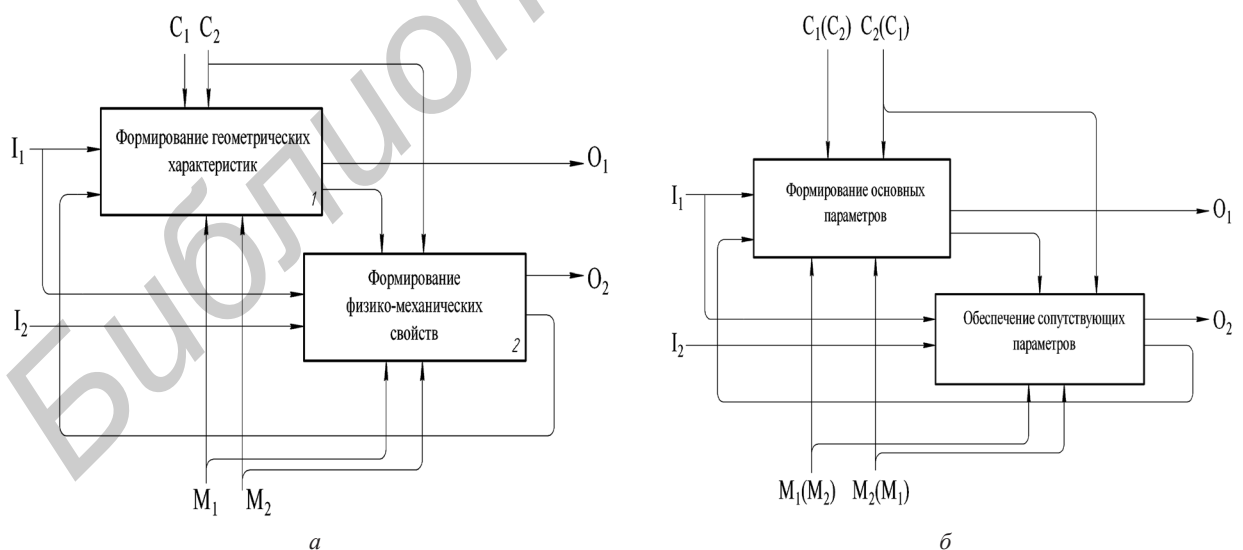 C1 C2
I1
Формирование геометрических
характеристик
1
O1
Формирование
физико-механических
свойств
2
O2
I2
M1 M2
а
C1(C2) C2(C1)
I1
Формирование основных
параметров
O1
Обеспечение сопутствующих
параметров
O2
I2
M1(M2) M2(M1)
б
Библиот